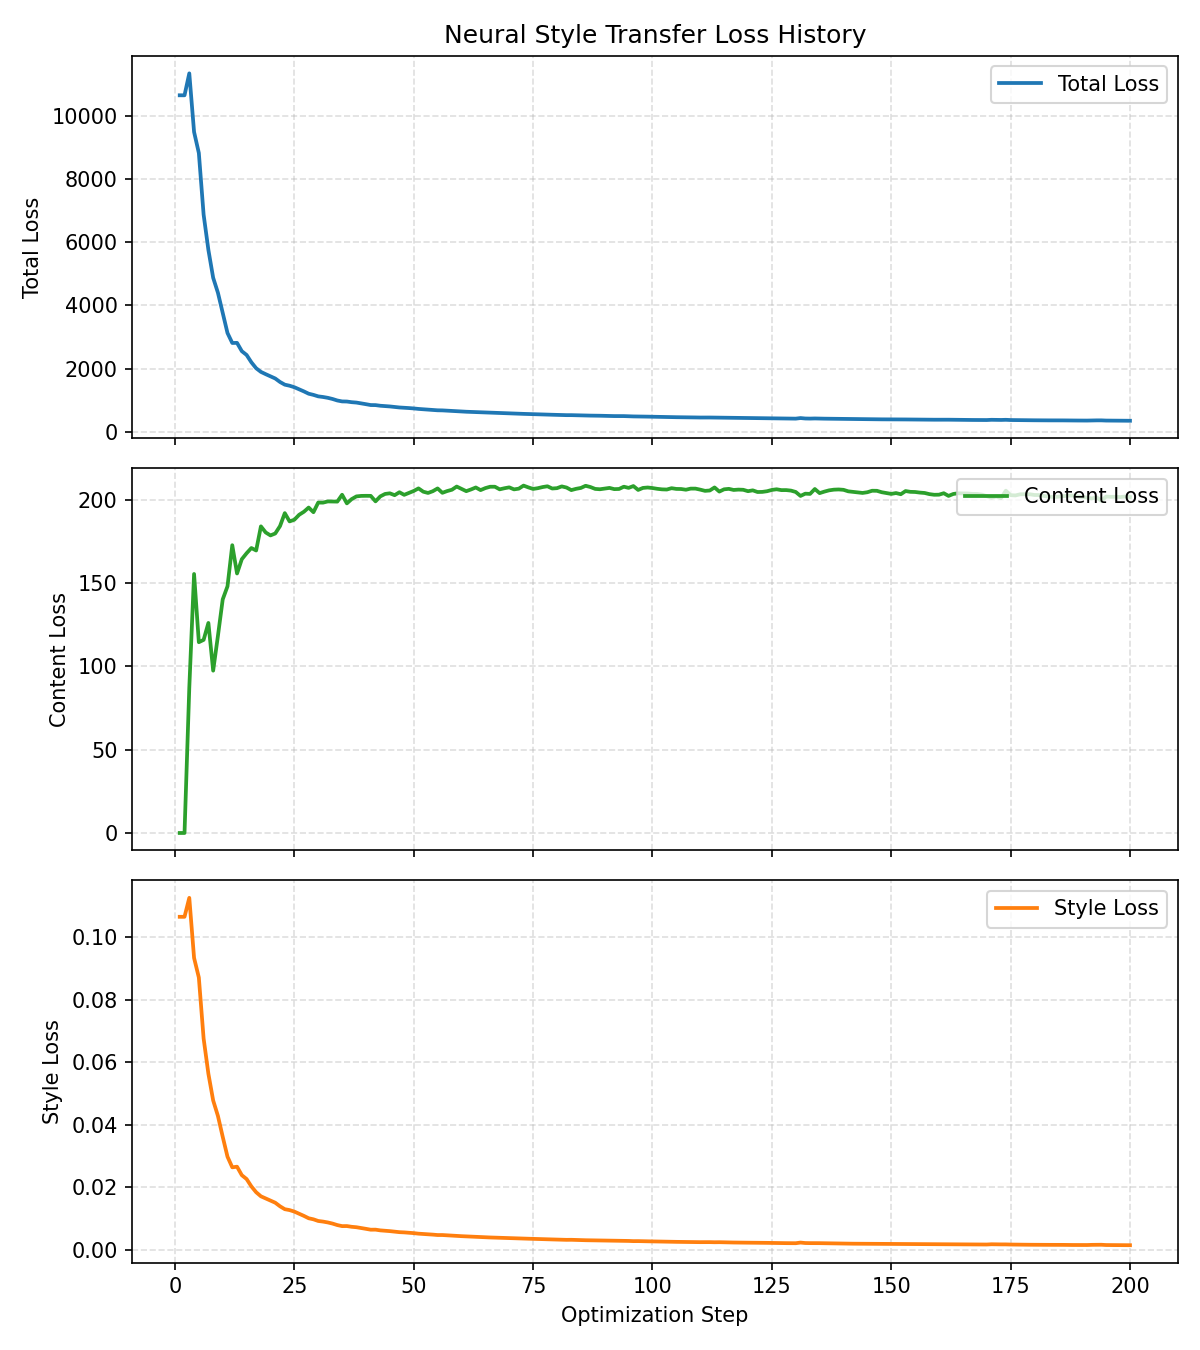 Neural Style Transfer Loss History
Total Loss
10000
8000
6000
4000
2000
0
Total Loss
Content Loss
200
150
100
50
0
Content Loss
Style Loss
0.10
0.08
0.06
0.04
0.02
0.00
Style Loss
0 25 50 75 100 125 150 175 200
Optimization Step